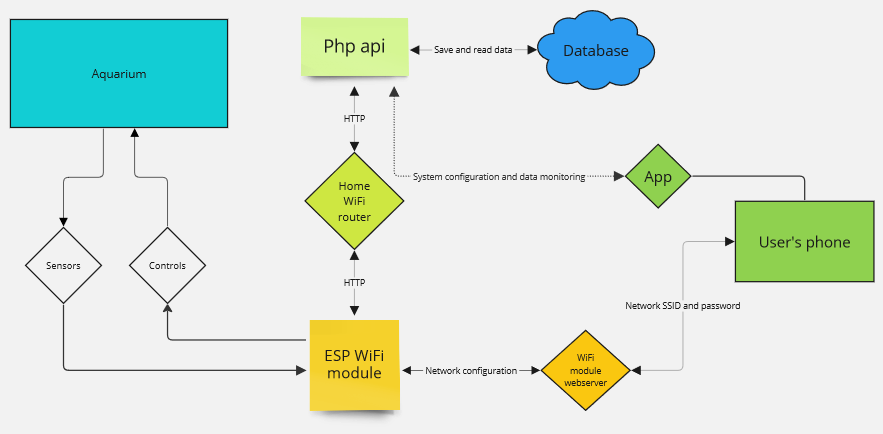 Aquarium
Php api
Save and read data
Database
HTTP
System configuration and data monitoring
App
Home
WiFi
router
User's phone
Sensors
Controls
HTTP
Network SSID and password
ESP WiFi
module
Network configuration
WiFi
module
webserver